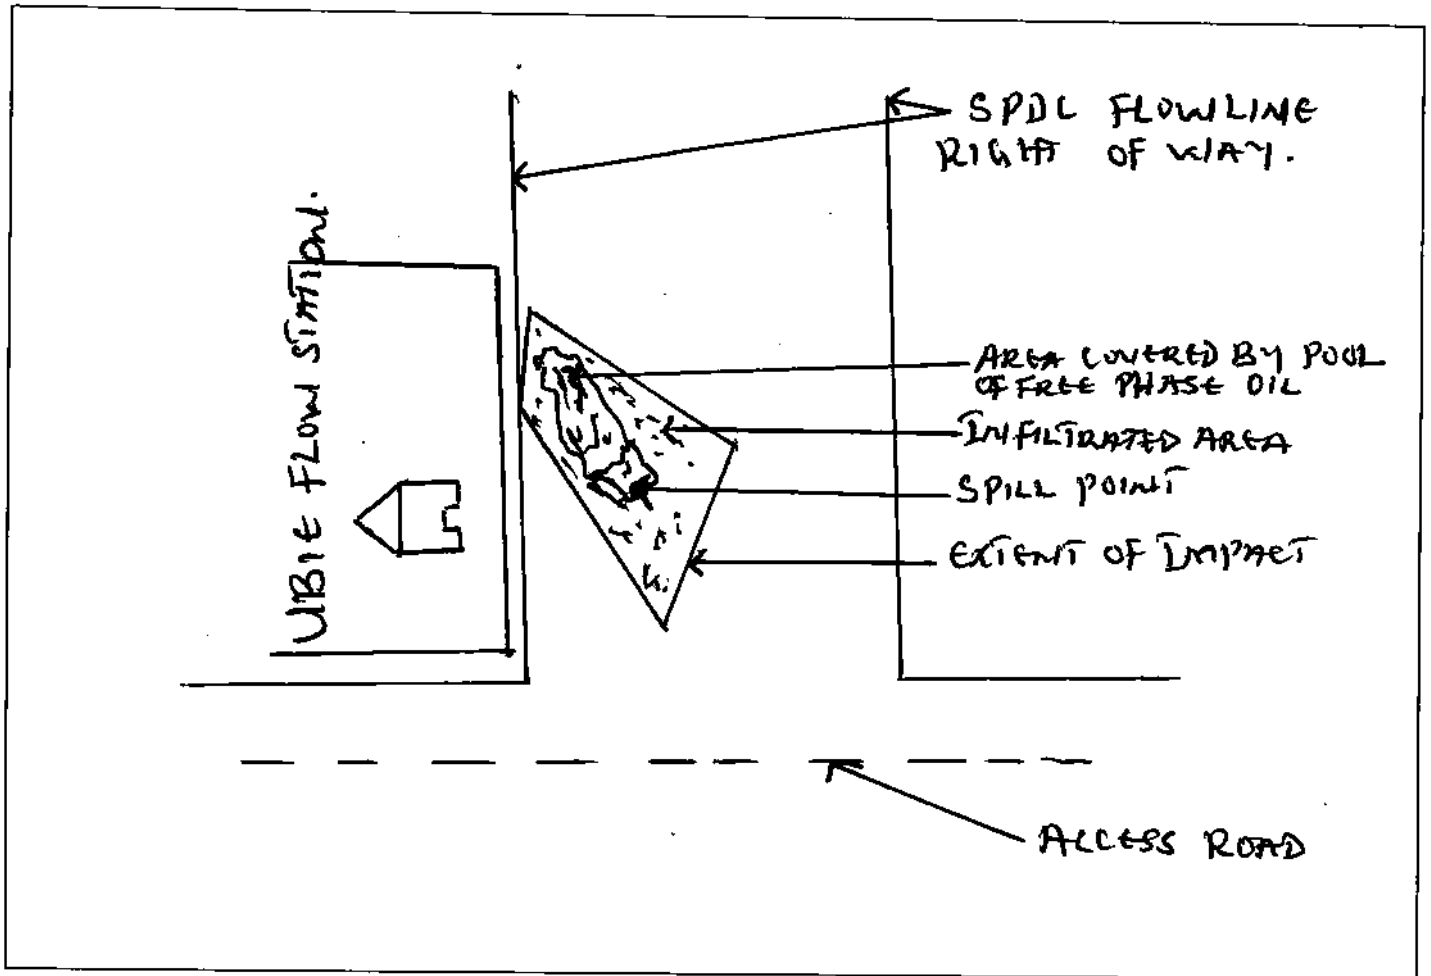 SPDC FLOWLINE
RIGHT OF WAY.
UBIE FLOW STATION.
AREA COVERED BY POOL
OF FREE PHASE OIL
INFILTRATED AREA
SPILL POINT
EXTENT OF IMPACT
ACCESS ROAD